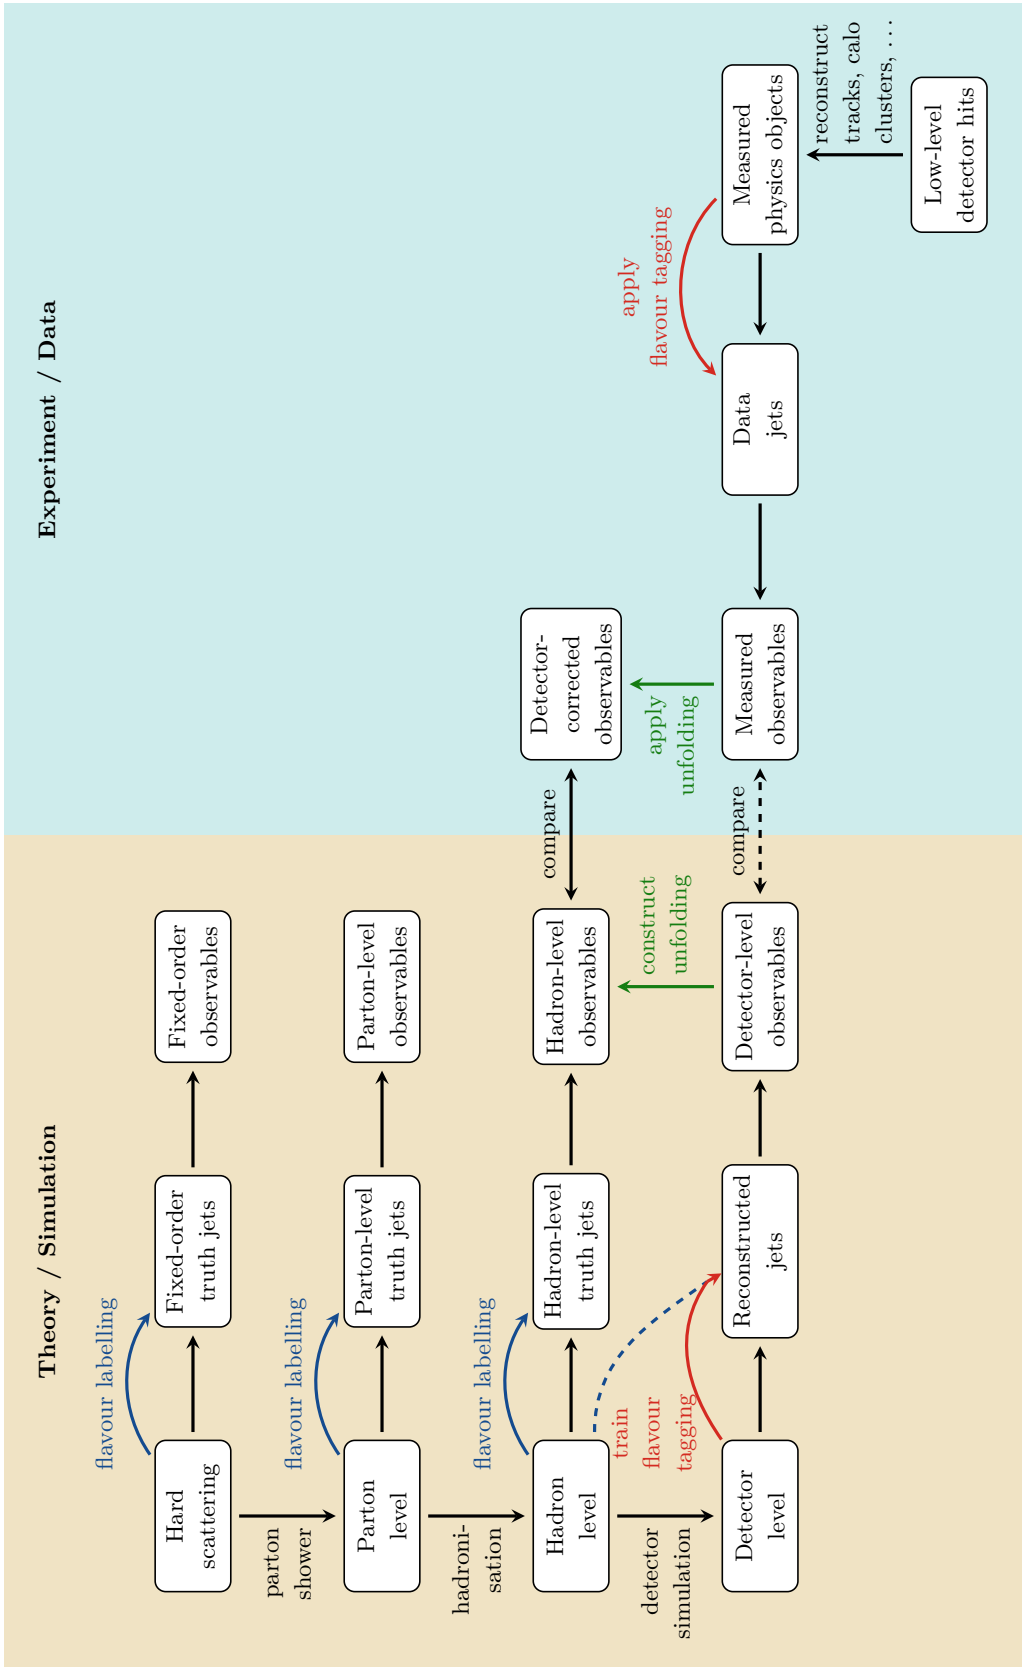 Theory / Simulation
Experiment / Data
flavour labelling
Hard
scattering
Fixed-order
truth jets
Fixed-order
observables
parton
shower
flavour labelling
Parton
level
Parton-level
truth jets
Parton-level
observables
hadroni-
sation
flavour labelling
Hadron
level
Hadron-level
truth jets
Hadron-level
observables
compare
Detector-
corrected
observables
detector
simulation
train
flavour
tagging
construct
unfolding
apply
unfolding
apply
flavour tagging
Detector
level
Reconstructed
jets
Detector-level
observables
compare
Measured
observables
Data
jets
Measured
physics objects
reconstruct
tracks, calo
clusters, ...
Low-level
detector hits